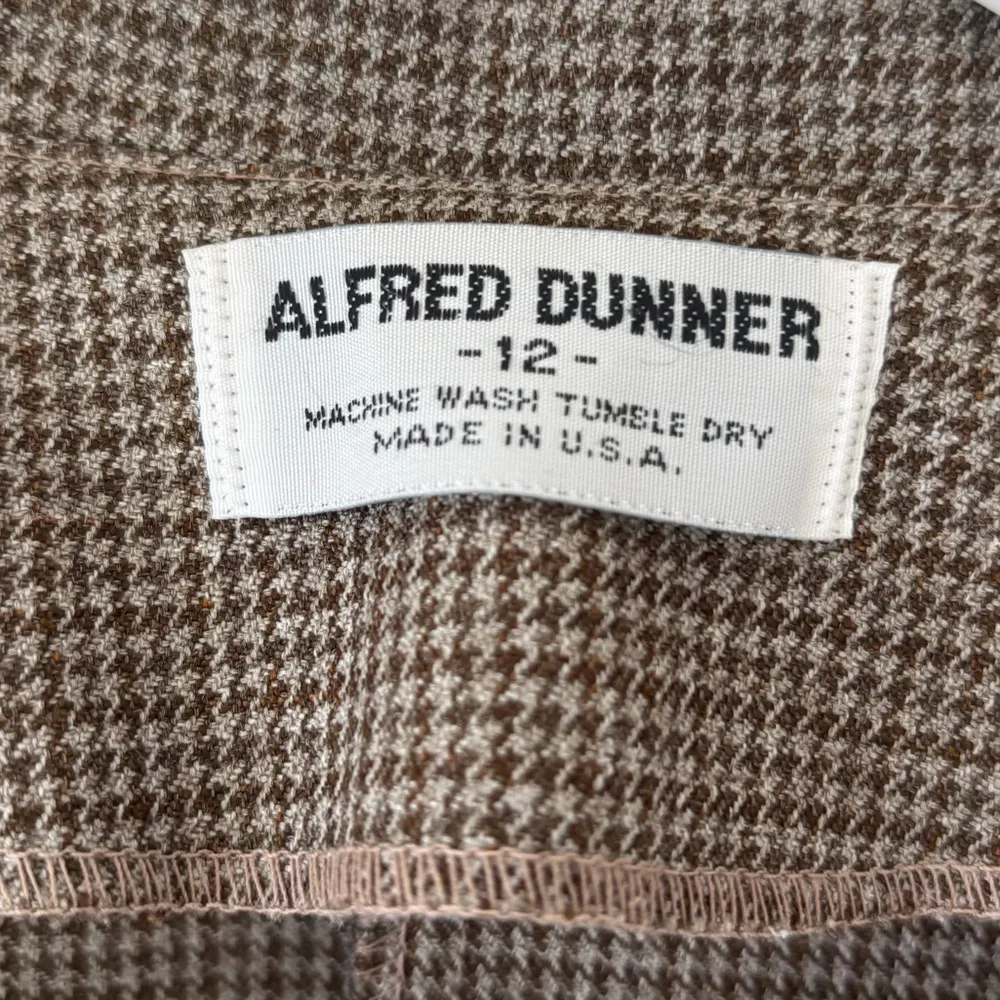 ALFRED DUNNER
-12-
MACHINE WASH TUMBLE DRY
MADE IN U.S.A.